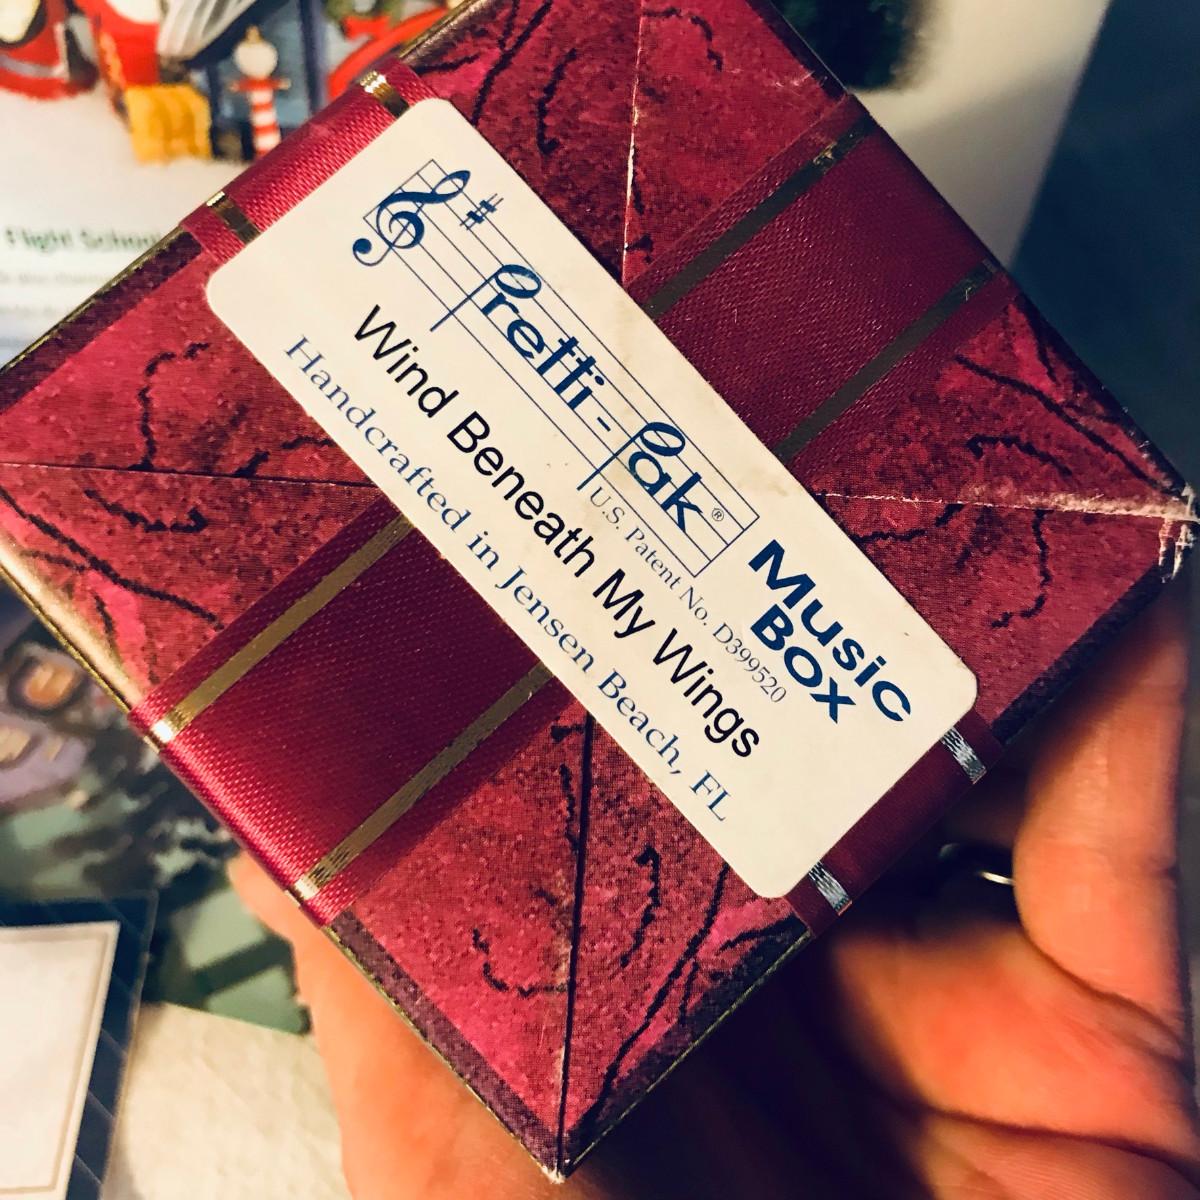 Pretti-Pak®
Music
Box
U.S. Patent No. D399520
Wind Beneath My Wings
Handcrafted in Jensen Beach, FL
Flight School